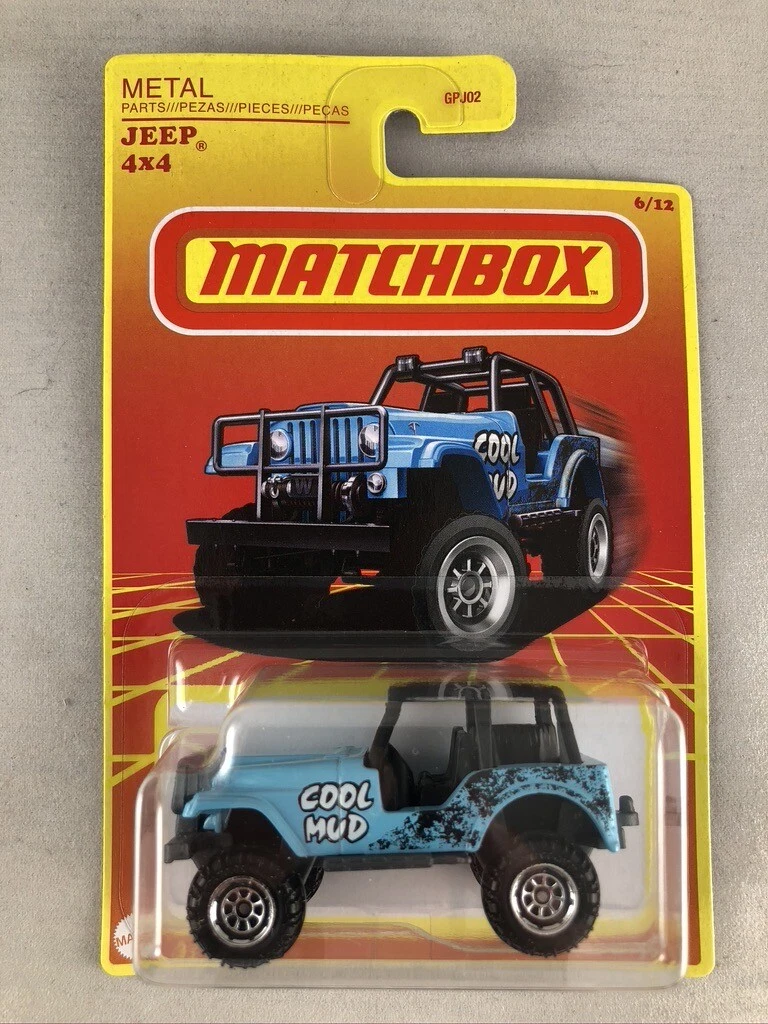 METAL
PARTS///PEZAS///PIECES///PEÇAS
JEEP®
4x4
GPJ02
6/12
MATCHBOX™
COOL
MUD
COOL
MUD